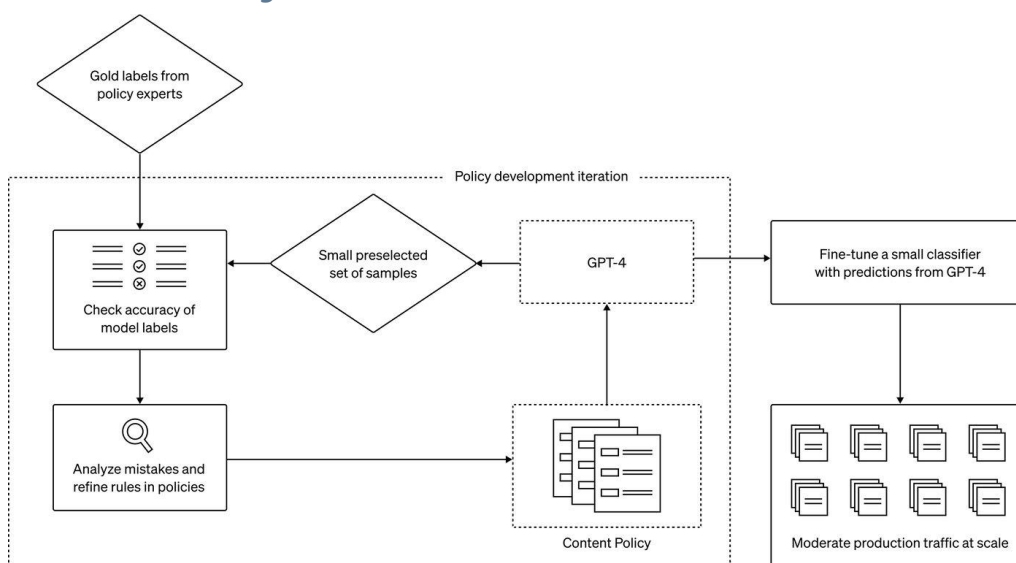 Gold labels from
policy experts
Policy development iteration
Small preselected
set of samples
GPT-4
Fine-tune a small classifier
with predictions from GPT-4
Check accuracy of
model labels
Analyze mistakes and
refine rules in policies
Content Policy
Moderate production traffic at scale